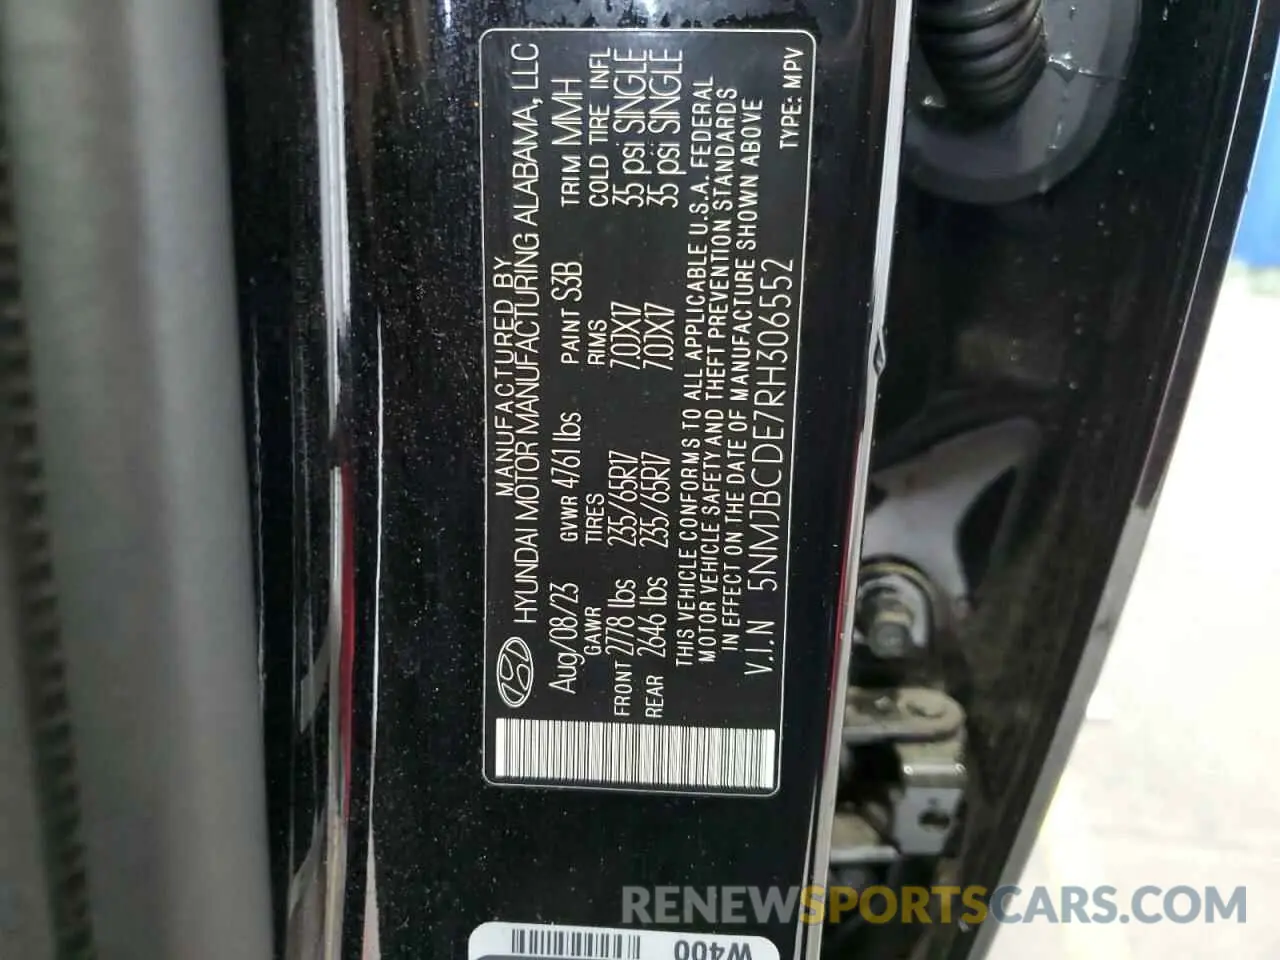 MANUFACTURED BY
HYUNDAI MOTOR MANUFACTURING ALABAMA, LLC
Aug/08/23 GVWR 4761 lbs PAINT S3B TRIM MMH
GAWR TIRES RIMS COLD TIRE INFL
FRONT 2778 lbs 235/65R17 7.0JX17 35 psi SINGLE
REAR 2646 lbs 235/65R17 7.0JX17 35 psi SINGLE
THIS VEHICLE CONFORMS TO ALL APPLICABLE U.S.A. FEDERAL
MOTOR VEHICLE SAFETY AND THEFT PREVENTION STANDARDS
IN EFFECT ON THE DATE OF MANUFACTURE SHOWN ABOVE
V.I.N 5NMJBCDE7RH306552 TYPE: MPV
W400
RENEWSPORTSCARS.COM